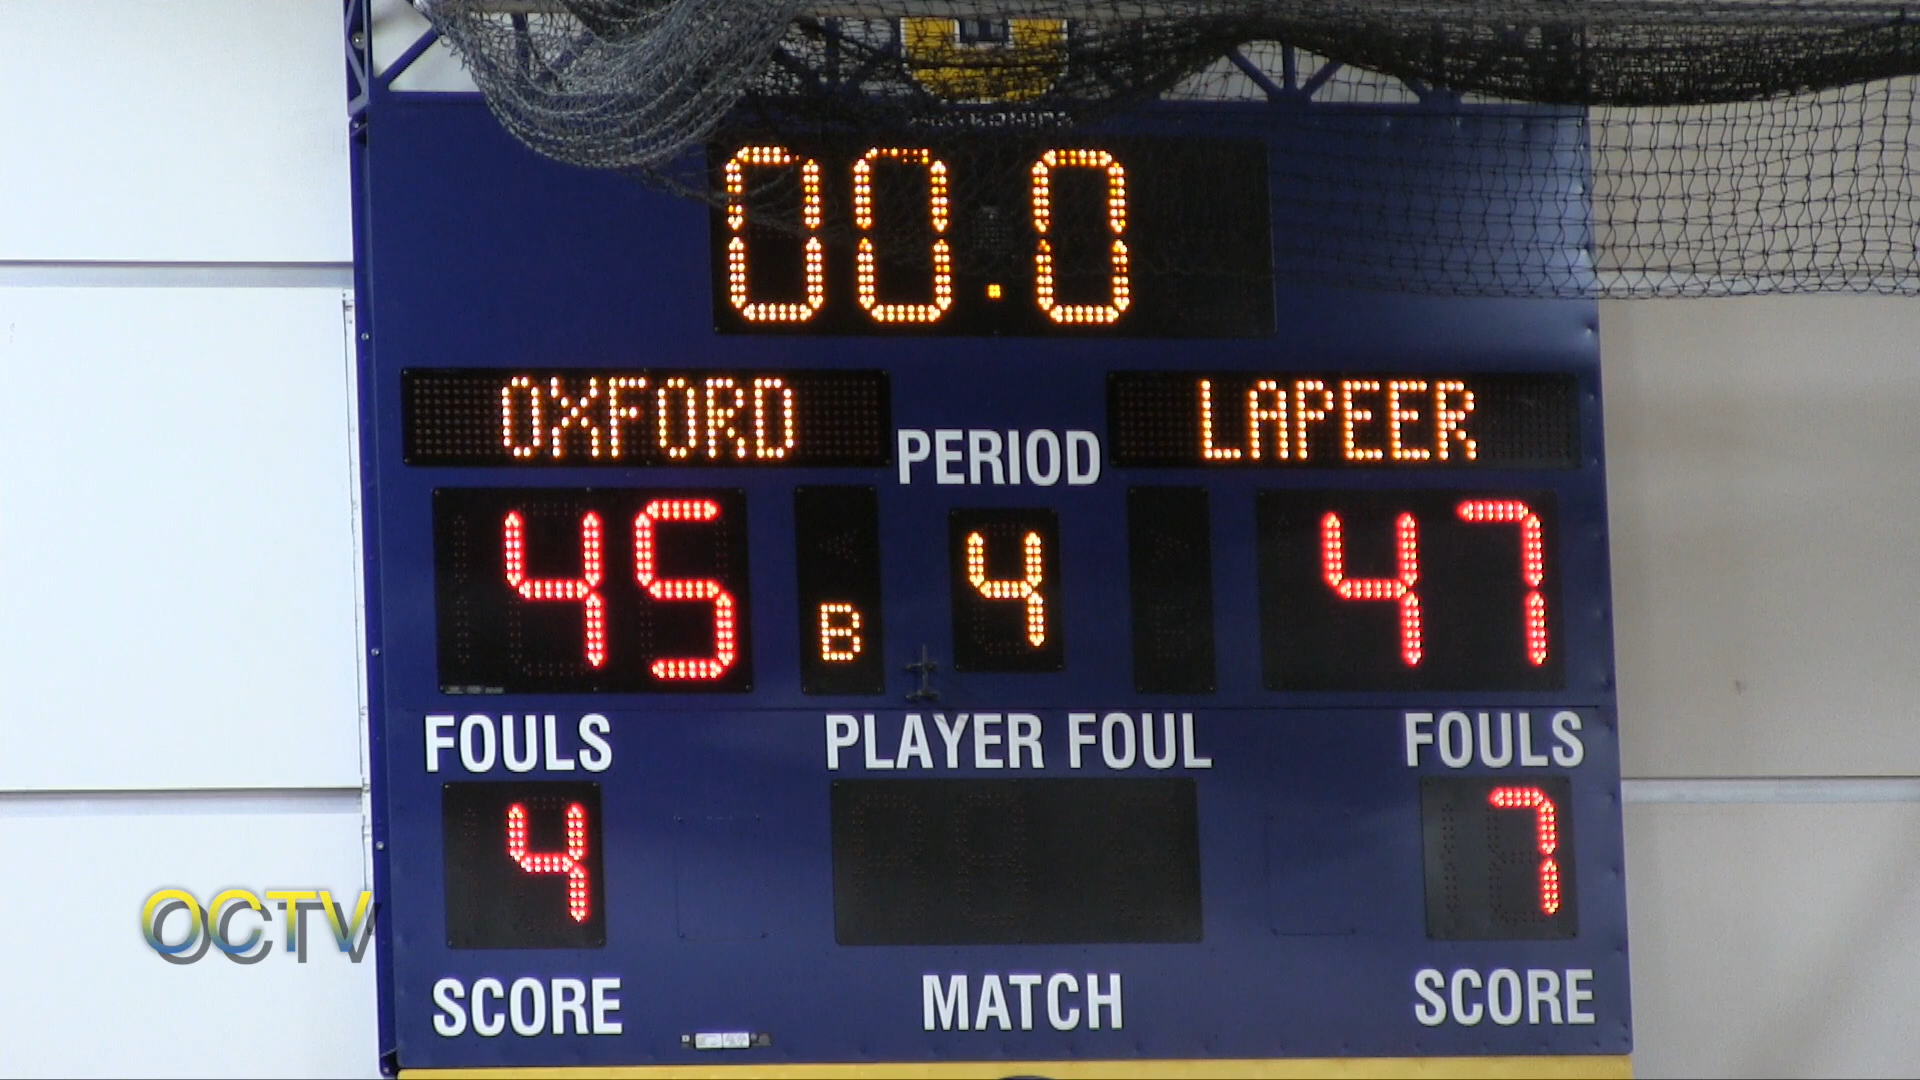 00.0
OXFORD
LAPEER
PERIOD
45
B
4
47
FOULS
PLAYER FOUL
FOULS
4
7
OCTV
SCORE
MATCH
SCORE